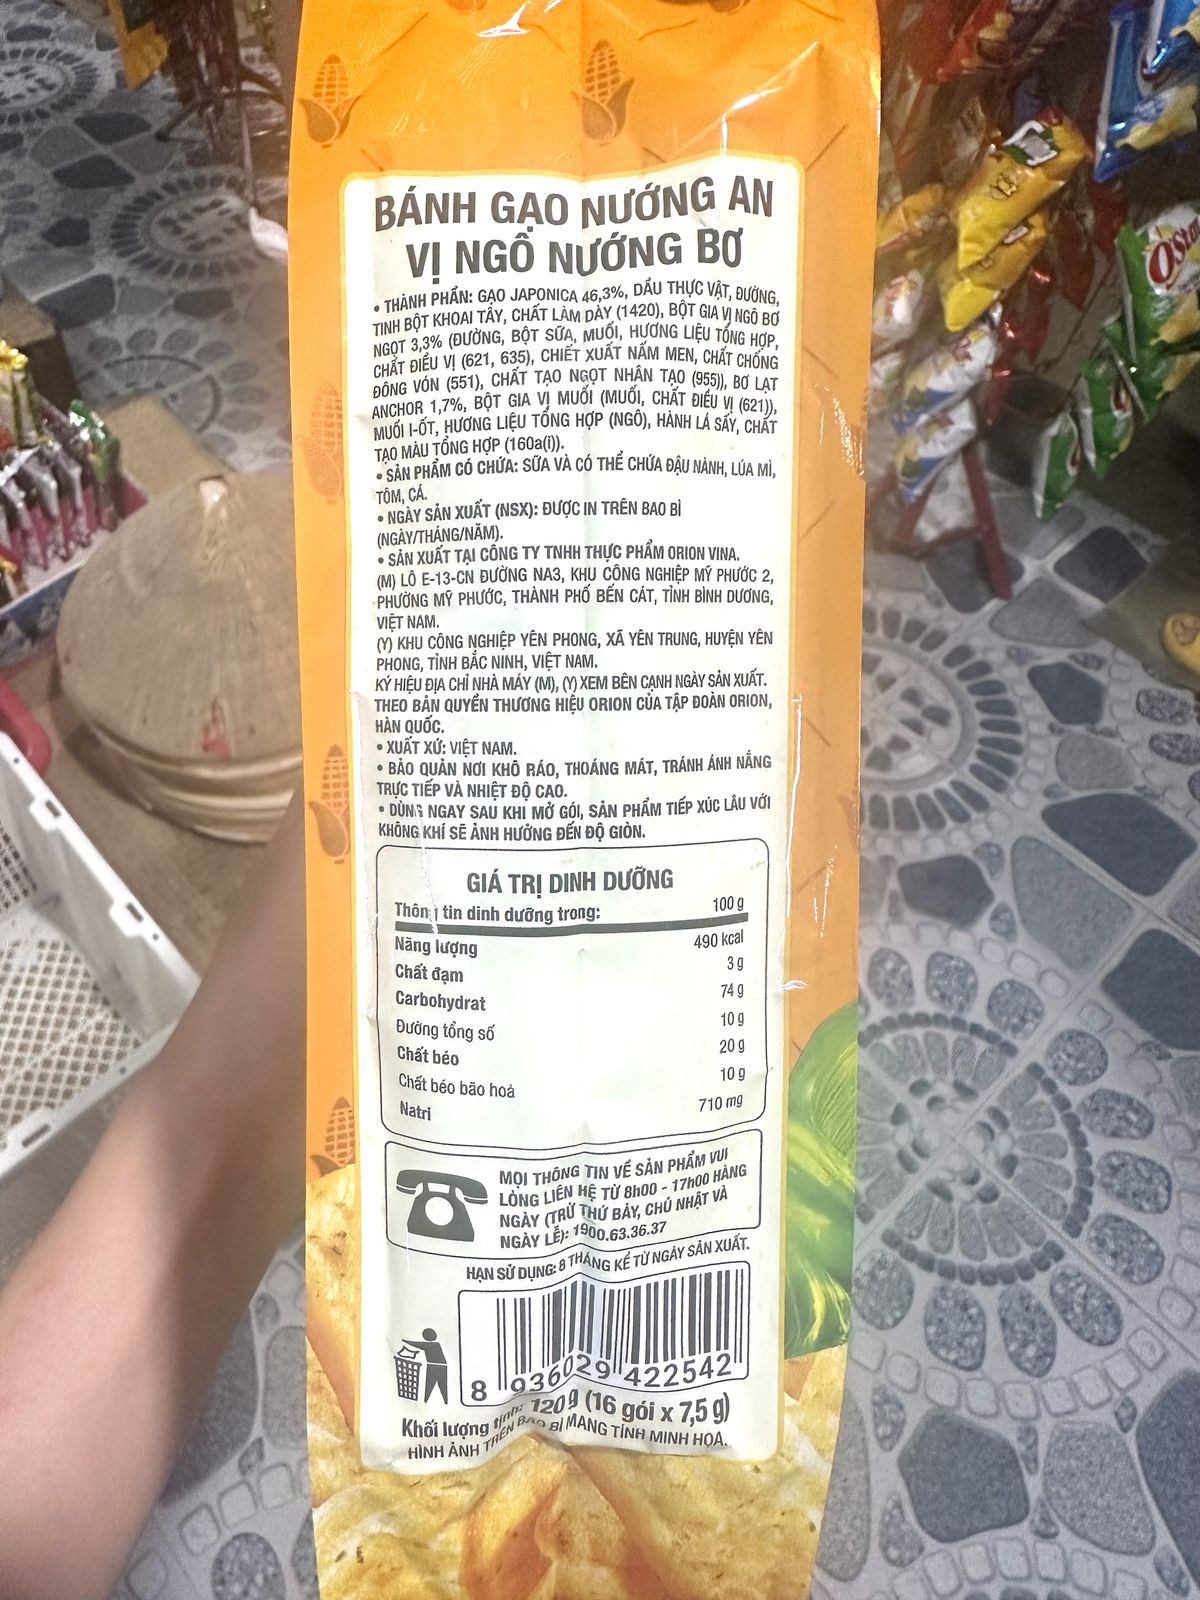 BÁNH GẠO NƯỚNG AN
VỊ NGÔ NƯỚNG BƠ
• THÀNH PHẦN: GẠO JAPONICA 46,3%, DẦU THỰC VẬT, ĐƯỜNG,
TINH BỘT KHOAI TÂY, CHẤT LÀM DÀY (1420), BỘT GIA VỊ NGÔ BƠ
NGỌT 3,3% (ĐƯỜNG, BỘT SỮA, MUỐI, HƯƠNG LIỆU TỔNG HỢP,
CHẤT ĐIỀU VỊ (621, 635), CHIẾT XUẤT NẤM MEN, CHẤT CHỐNG
ĐÔNG VÓN (551), CHẤT TẠO NGỌT NHÂN TẠO (955)), BƠ LẠT
ANCHOR 1,7%, BỘT GIA VỊ MUỐI (MUỐI, CHẤT ĐIỀU VỊ (621)),
MUỐI I-ỐT, HƯƠNG LIỆU TỔNG HỢP (NGÔ), HÀNH LÁ SẤY, CHẤT
TẠO MÀU TỔNG HỢP (160a(i)).
• SẢN PHẨM CÓ CHỨA: SỮA VÀ CÓ THỂ CHỨA ĐẬU NÀNH, LÚA MÌ,
TÔM, CÁ.
• NGÀY SẢN XUẤT (NSX): ĐƯỢC IN TRÊN BAO BÌ
(NGÀY/THÁNG/NĂM).
• SẢN XUẤT TẠI CÔNG TY TNHH THỰC PHẨM ORION VINA.
(M) LÔ E-13-CN ĐƯỜNG NA3, KHU CÔNG NGHIỆP MỸ PHƯỚC 2,
PHƯỜNG MỸ PHƯỚC, THÀNH PHỐ BẾN CÁT, TỈNH BÌNH DƯƠNG,
VIỆT NAM.
(Y) KHU CÔNG NGHIỆP YÊN PHONG, XÃ YÊN TRUNG, HUYỆN YÊN
PHONG, TỈNH BẮC NINH, VIỆT NAM.
KÝ HIỆU ĐỊA CHỈ NHÀ MÁY (M), (Y) XEM BÊN CẠNH NGÀY SẢN XUẤT.
THEO BẢN QUYỀN THƯƠNG HIỆU ORION CỦA TẬP ĐOÀN ORION,
HÀN QUỐC.
• XUẤT XỨ: VIỆT NAM.
• BẢO QUẢN NƠI KHÔ RÁO, THOÁNG MÁT, TRÁNH ÁNH NẮNG
TRỰC TIẾP VÀ NHIỆT ĐỘ CAO.
• DÙNG NGAY SAU KHI MỞ GÓI, SẢN PHẨM TIẾP XÚC LÂU VỚI
KHÔNG KHÍ SẼ ẢNH HƯỞNG ĐẾN ĐỘ GIÒN.
GIÁ TRỊ DINH DƯỠNG
Thông tin dinh dưỡng trong: 100 g
Năng lượng 490 kcal
Chất đạm 3 g
Carbohydrat 74 g
Đường tổng số 10 g
Chất béo 20 g
Chất béo bão hoà 10 g
Natri 710 mg
MỌI THÔNG TIN VỀ SẢN PHẨM VUI
LÒNG LIÊN HỆ TỪ 8h00 - 17h00 HÀNG
NGÀY (TRỪ THỨ BẢY, CHỦ NHẬT VÀ
NGÀY LỄ): 1900.63.36.37
HẠN SỬ DỤNG: 8 THÁNG KỂ TỪ NGÀY SẢN XUẤT.
8 936029 422542
Khối lượng tịnh: 120 g (16 gói x 7,5 g)
HÌNH ẢNH TRÊN BAO BÌ MANG TÍNH MINH HỌA.